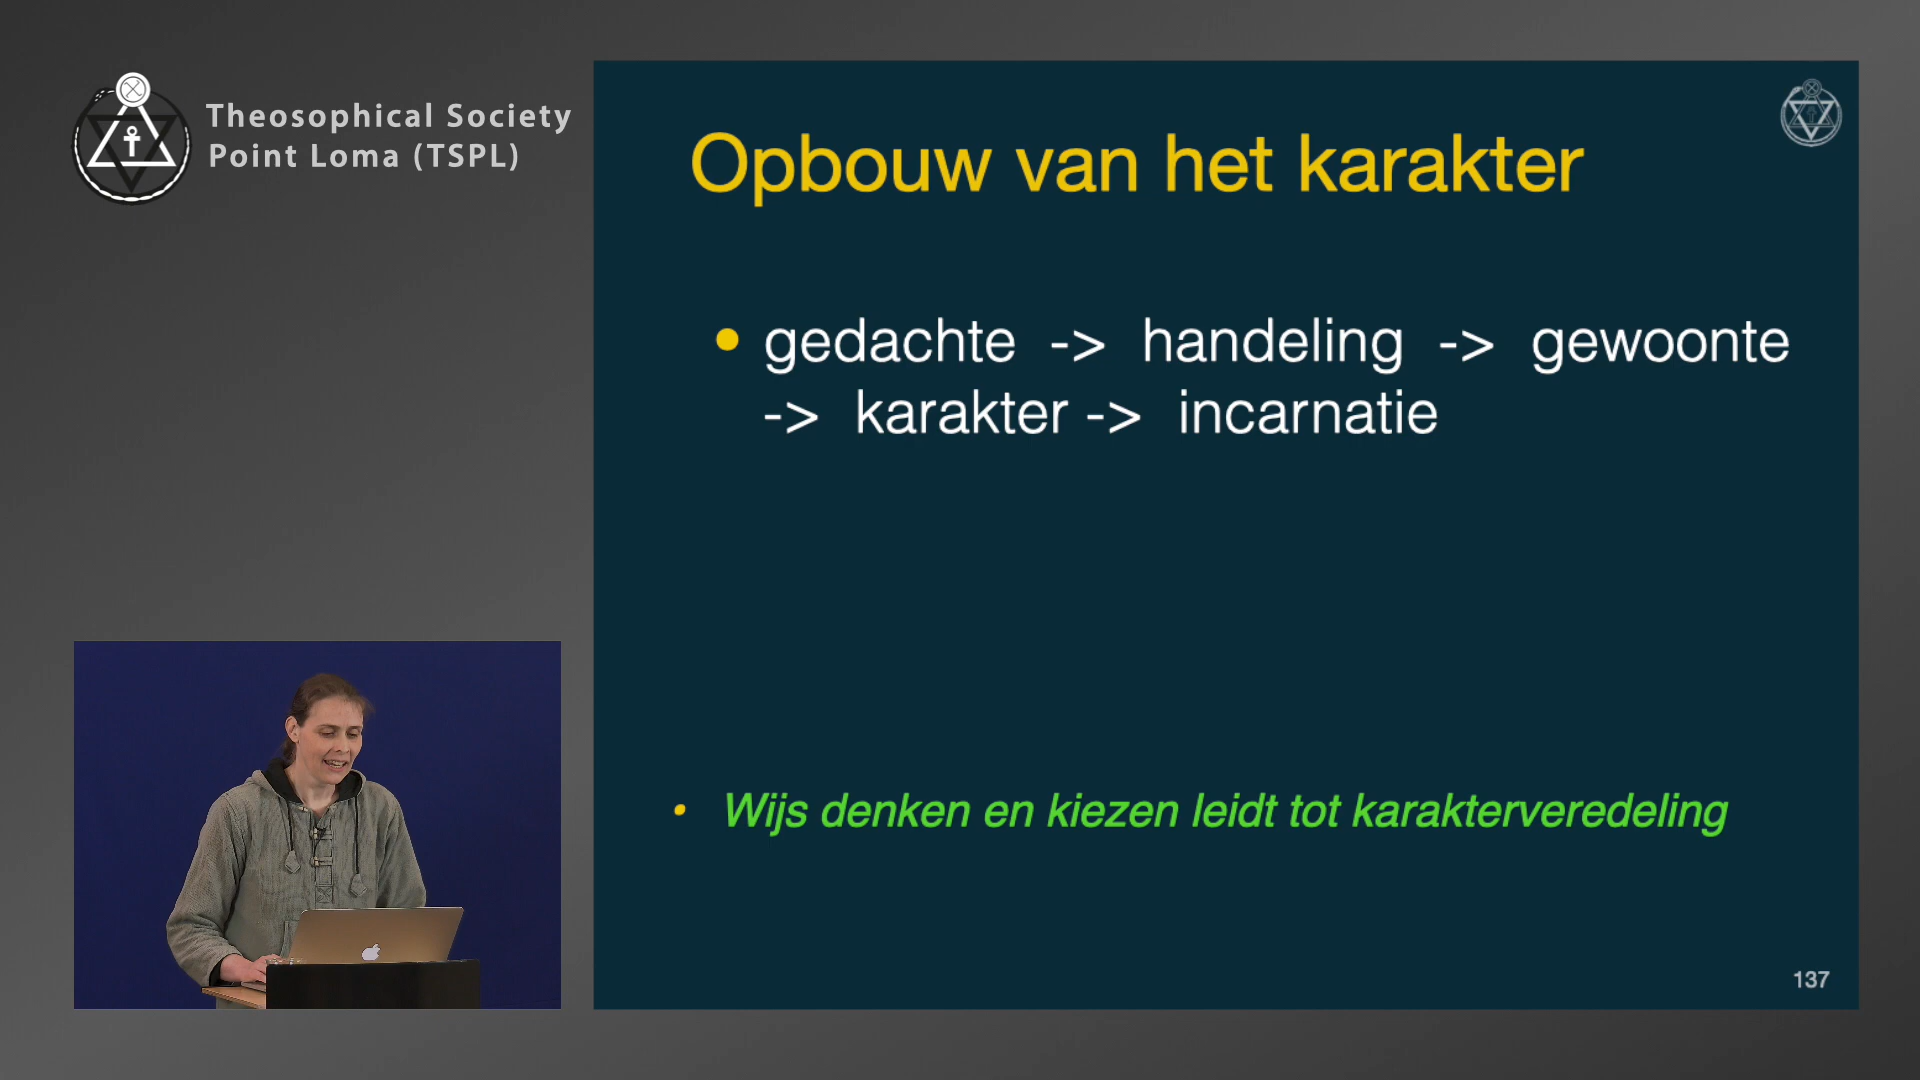 Theosophical Society
Point Loma (TSPL)
Opbouw van het karakter
• gedachte -> handeling -> gewoonte
-> karakter -> incarnatie
• Wijs denken en kiezen leidt tot karakterveredeling
137